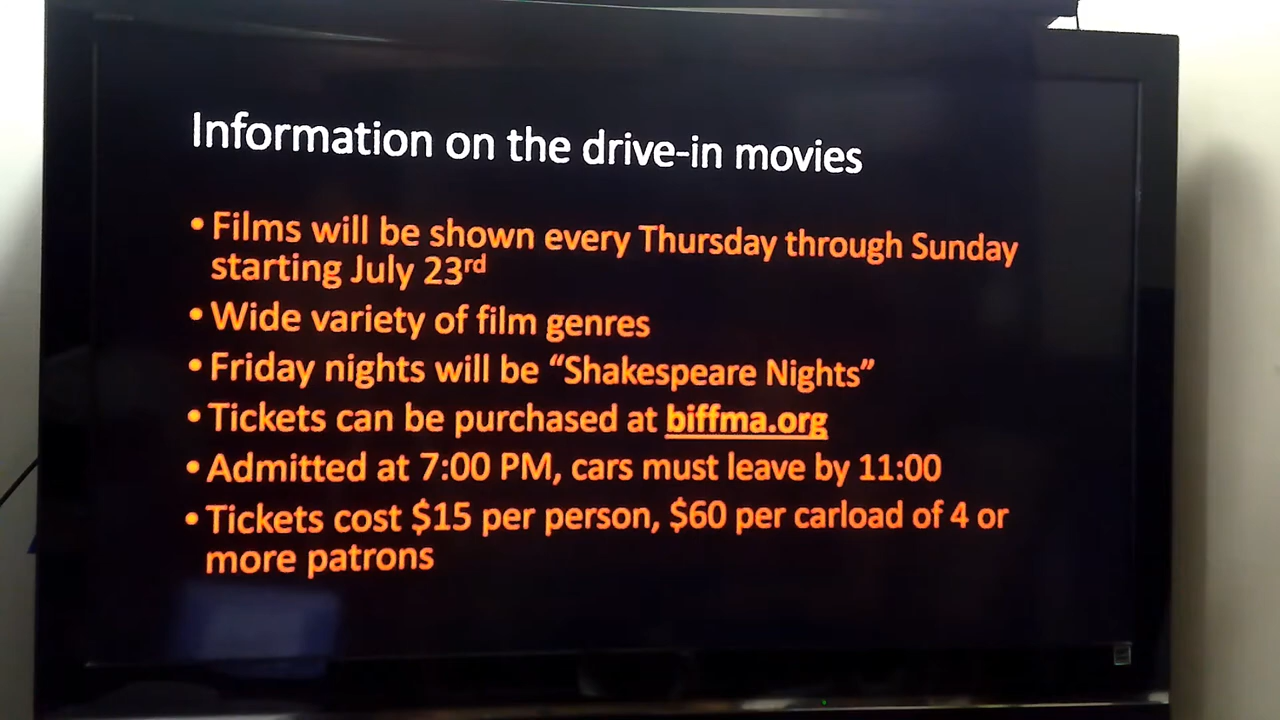 Information on the drive-in movies
• Films will be shown every Thursday through Sunday
starting July 23rd
• Wide variety of film genres
• Friday nights will be “Shakespeare Nights”
• Tickets can be purchased at biffma.org
• Admitted at 7:00 PM, cars must leave by 11:00
• Tickets cost $15 per person, $60 per carload of 4 or
more patrons